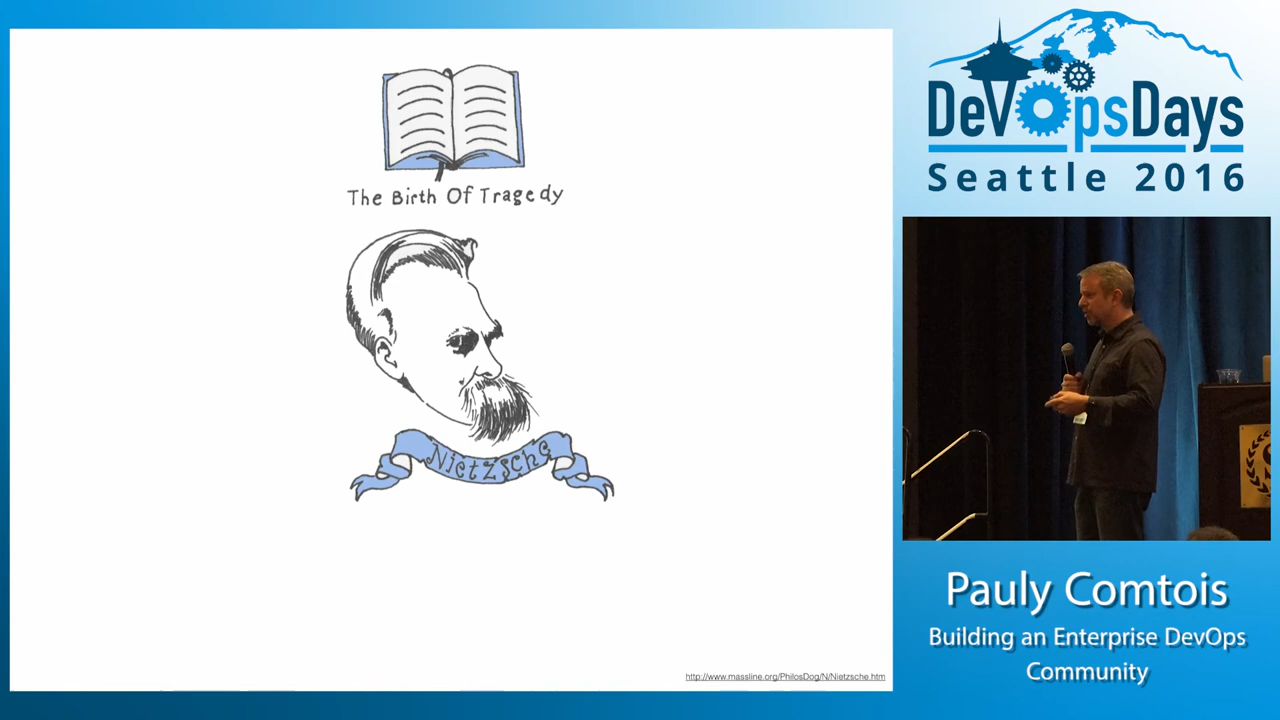 The Birth Of Tragedy
Nietzsche
http://www.massline.org/PhilosDog/N/Nietzsche.htm
DevOpsDays
Seattle 2016
Pauly Comtois
Building an Enterprise DevOps
Community